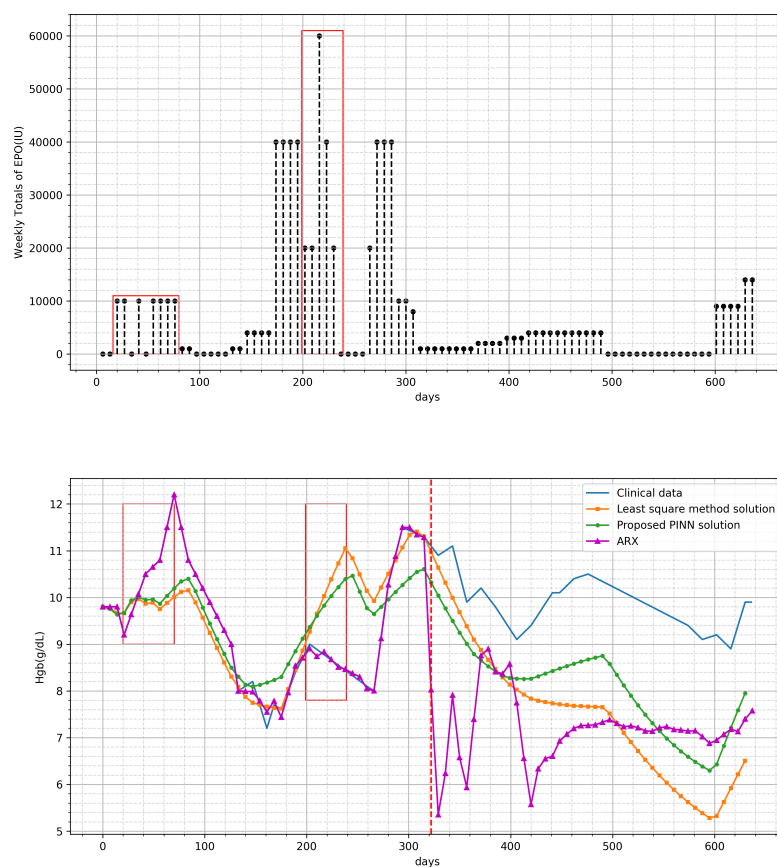 60000
50000
40000
30000
20000
10000
0
Weekly Totals of EPO(IU)
0 100 200 300 400 500 600
days
12
11
10
9
8
7
6
5
Hgb(g/dL)
Clinical data
Least square method solution
Proposed PINN solution
ARX
0 100 200 300 400 500 600
days